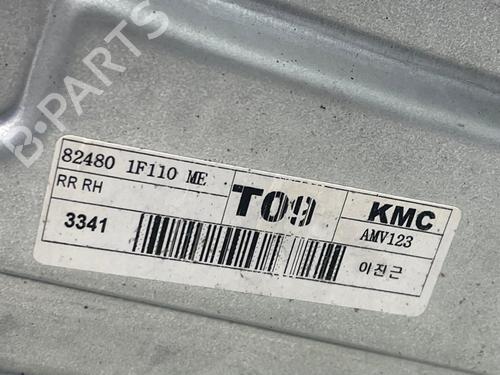 B-PARTS
82480 1F110 ME
RR RH
T09
KMC
3341
AMV123
이진근